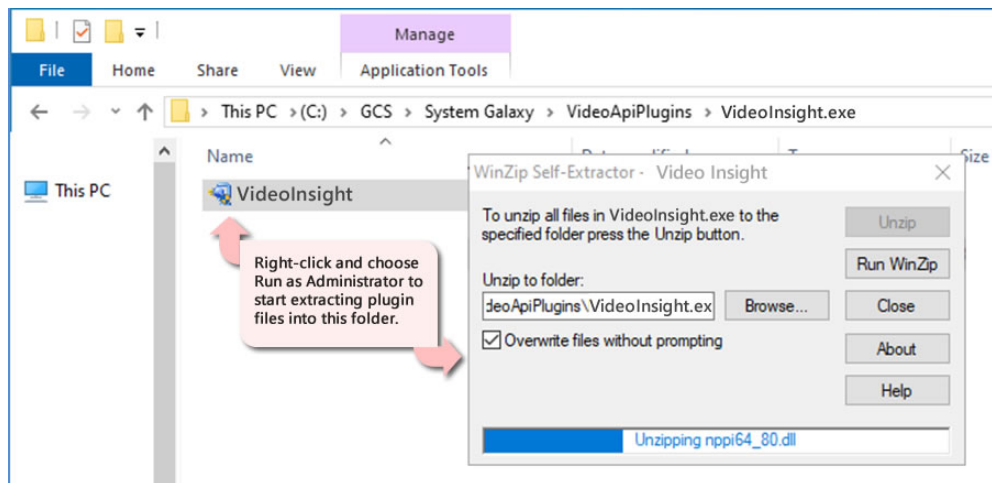 Manage
File Home Share View Application Tools
This PC > (C:) > GCS > System Galaxy > VideoApiPlugins > VideoInsight.exe
Name Size
This PC
VideoInsight
WinZip Self-Extractor - Video Insight
To unzip all files in VideoInsight.exe to the
specified folder press the Unzip button.
Unzip
Run WinZip
Unzip to folder:
deoApiPlugins\VideoInsight.ex Browse... Close
Overwrite files without prompting
About
Help
Unzipping nppi64_80.dll
Right-click and choose
Run as Administrator to
start extracting plugin
files into this folder.